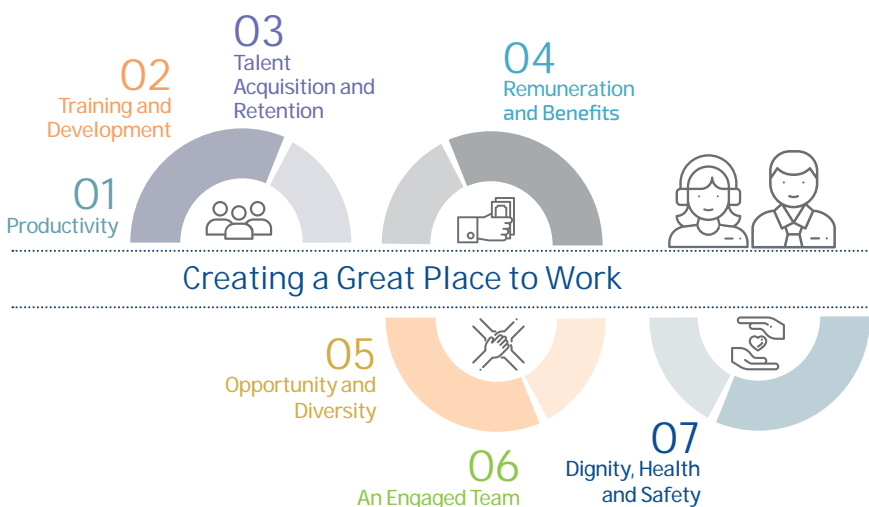 01
Productivity
02
Training and
Development
03
Talent
Acquisition and
Retention
04
Remuneration
and Benefits
Creating a Great Place to Work
05
Opportunity and
Diversity
06
An Engaged Team
07
Dignity, Health
and Safety